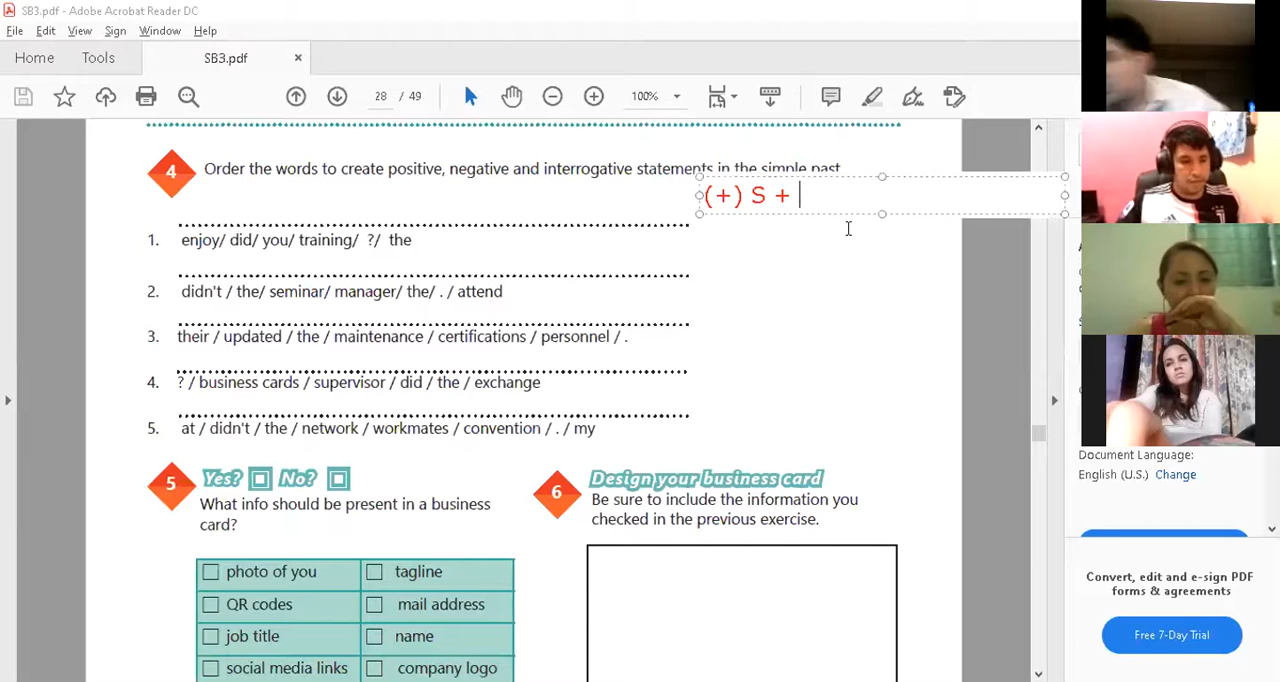 SB3.pdf - Adobe Acrobat Reader DC
File Edit View Sign Window Help
Home Tools SB3.pdf ×
28 / 49 100%
4 Order the words to create positive, negative and interrogative statements in the simple past
(+) S +
1. enjoy/ did/ you/ training/ ?/ the
2. didn't / the/ seminar/ manager/ the/ . / attend
3. their / updated / the / maintenance / certifications / personnel / .
4. ? / business cards / supervisor / did / the / exchange
5. at / didn't / the / network / workmates / convention / . / my
5 Yes? No?
What info should be present in a business
card?
photo of you tagline
QR codes mail address
job title name
social media links company logo
6 Design your business card
Be sure to include the information you
checked in the previous exercise.
Document Language:
English (U.S.) Change
Convert, edit and e-sign PDF
forms & agreements
Free 7-Day Trial